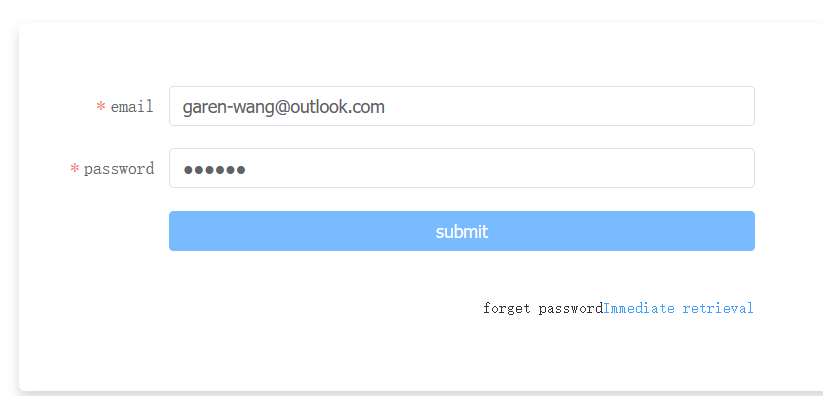 * email garen-wang@outlook.com
* password ●●●●●●
submit
forget passwordImmediate retrieval